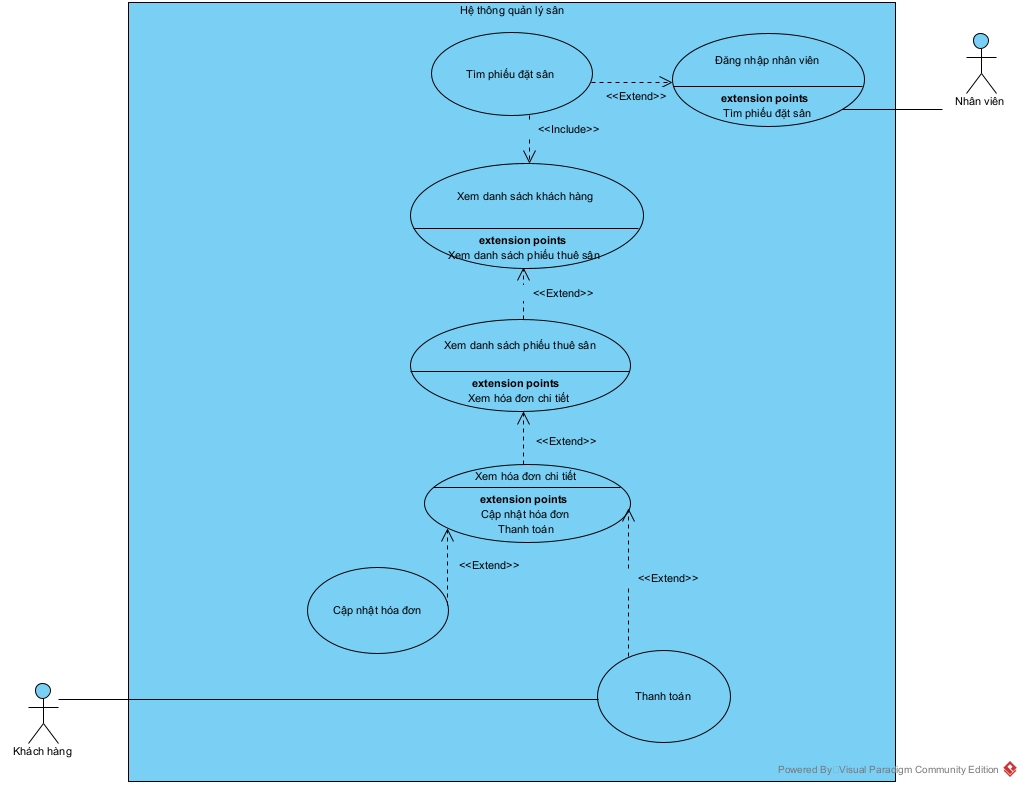 Hệ thông quản lý sân
Tìm phiếu đặt sân
<<Extend>>
Đăng nhập nhân viên
extension points
Tìm phiếu đặt sân
Nhân viên
<<Include>>
Xem danh sách khách hàng
extension points
Xem danh sách phiếu thuê sân
<<Extend>>
Xem danh sách phiếu thuê sân
extension points
Xem hóa đơn chi tiết
<<Extend>>
Xem hóa đơn chi tiết
extension points
Cập nhật hóa đơn
Thanh toán
<<Extend>>
<<Extend>>
Cập nhật hóa đơn
Thanh toán
Khách hàng
Powered By: Visual Paradigm Community Edition